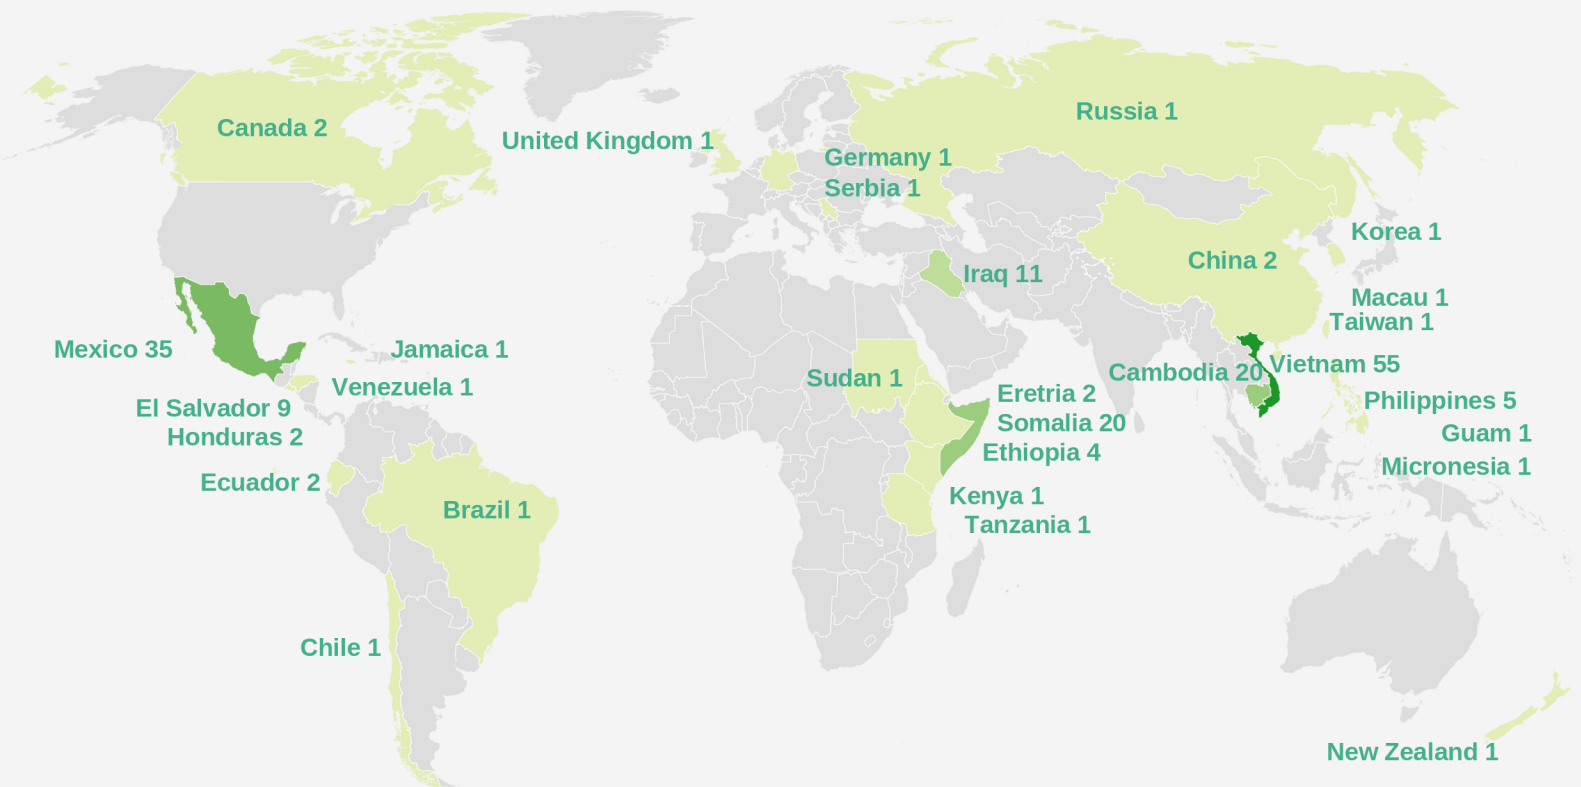 Canada 2
United Kingdom 1
Russia 1
Germany 1
Serbia 1
Korea 1
China 2
Iraq 11
Macau 1
Taiwan 1
Mexico 35
Jamaica 1
Vietnam 55
Cambodia 20
Sudan 1
Venezuela 1
Eretria 2
Philippines 5
El Salvador 9
Somalia 20
Guam 1
Honduras 2
Ethiopia 4
Micronesia 1
Ecuador 2
Kenya 1
Brazil 1
Tanzania 1
Chile 1
New Zealand 1